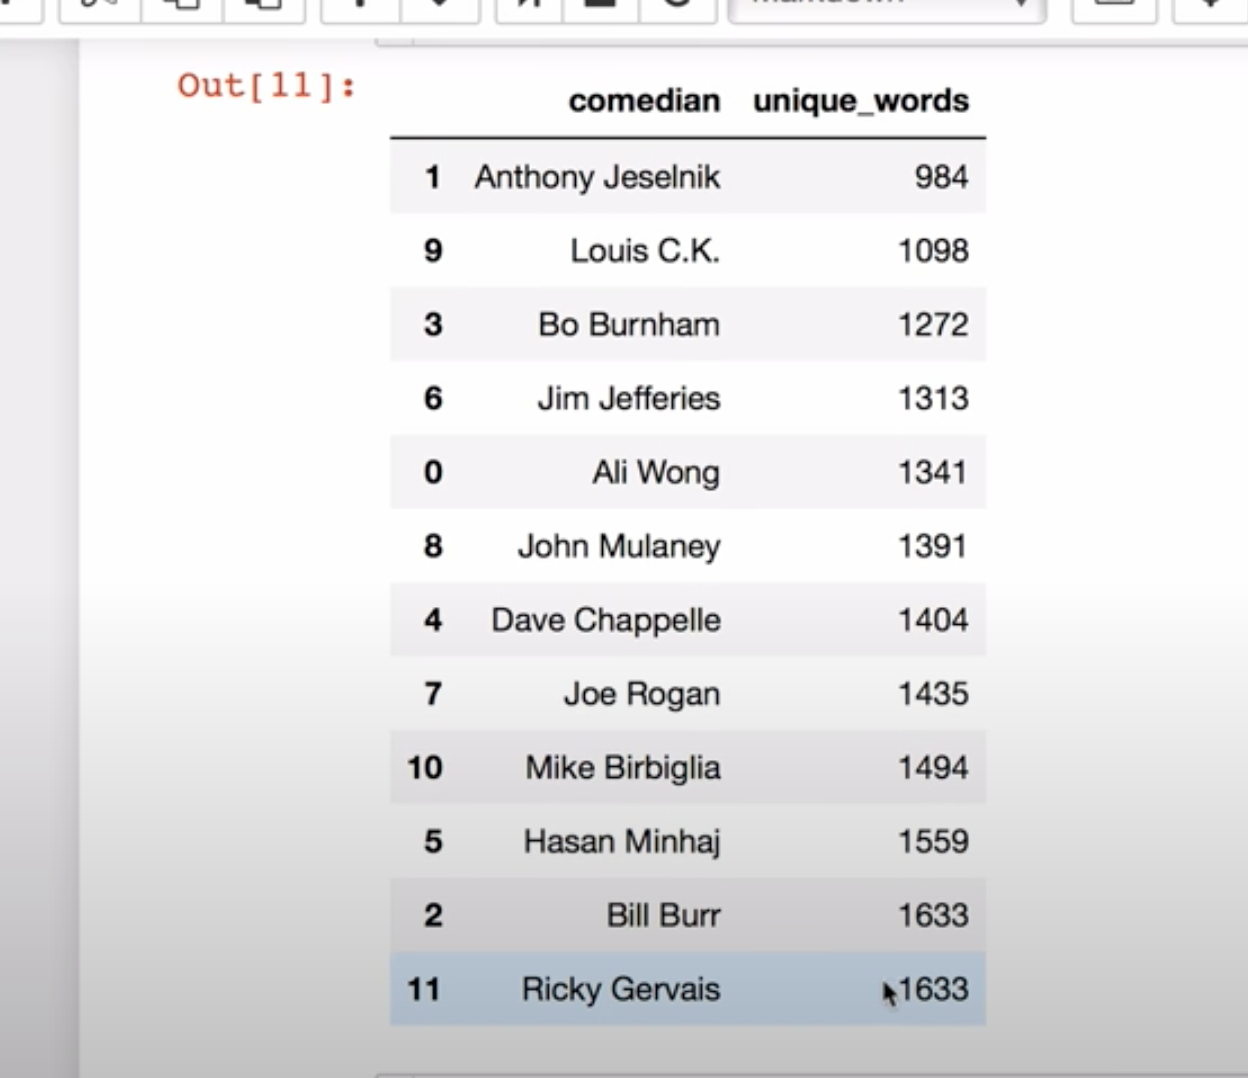 Out[11]:
comedian unique_words
1 Anthony Jeselnik 984
9 Louis C.K. 1098
3 Bo Burnham 1272
6 Jim Jefferies 1313
0 Ali Wong 1341
8 John Mulaney 1391
4 Dave Chappelle 1404
7 Joe Rogan 1435
10 Mike Birbiglia 1494
5 Hasan Minhaj 1559
2 Bill Burr 1633
11 Ricky Gervais 1633